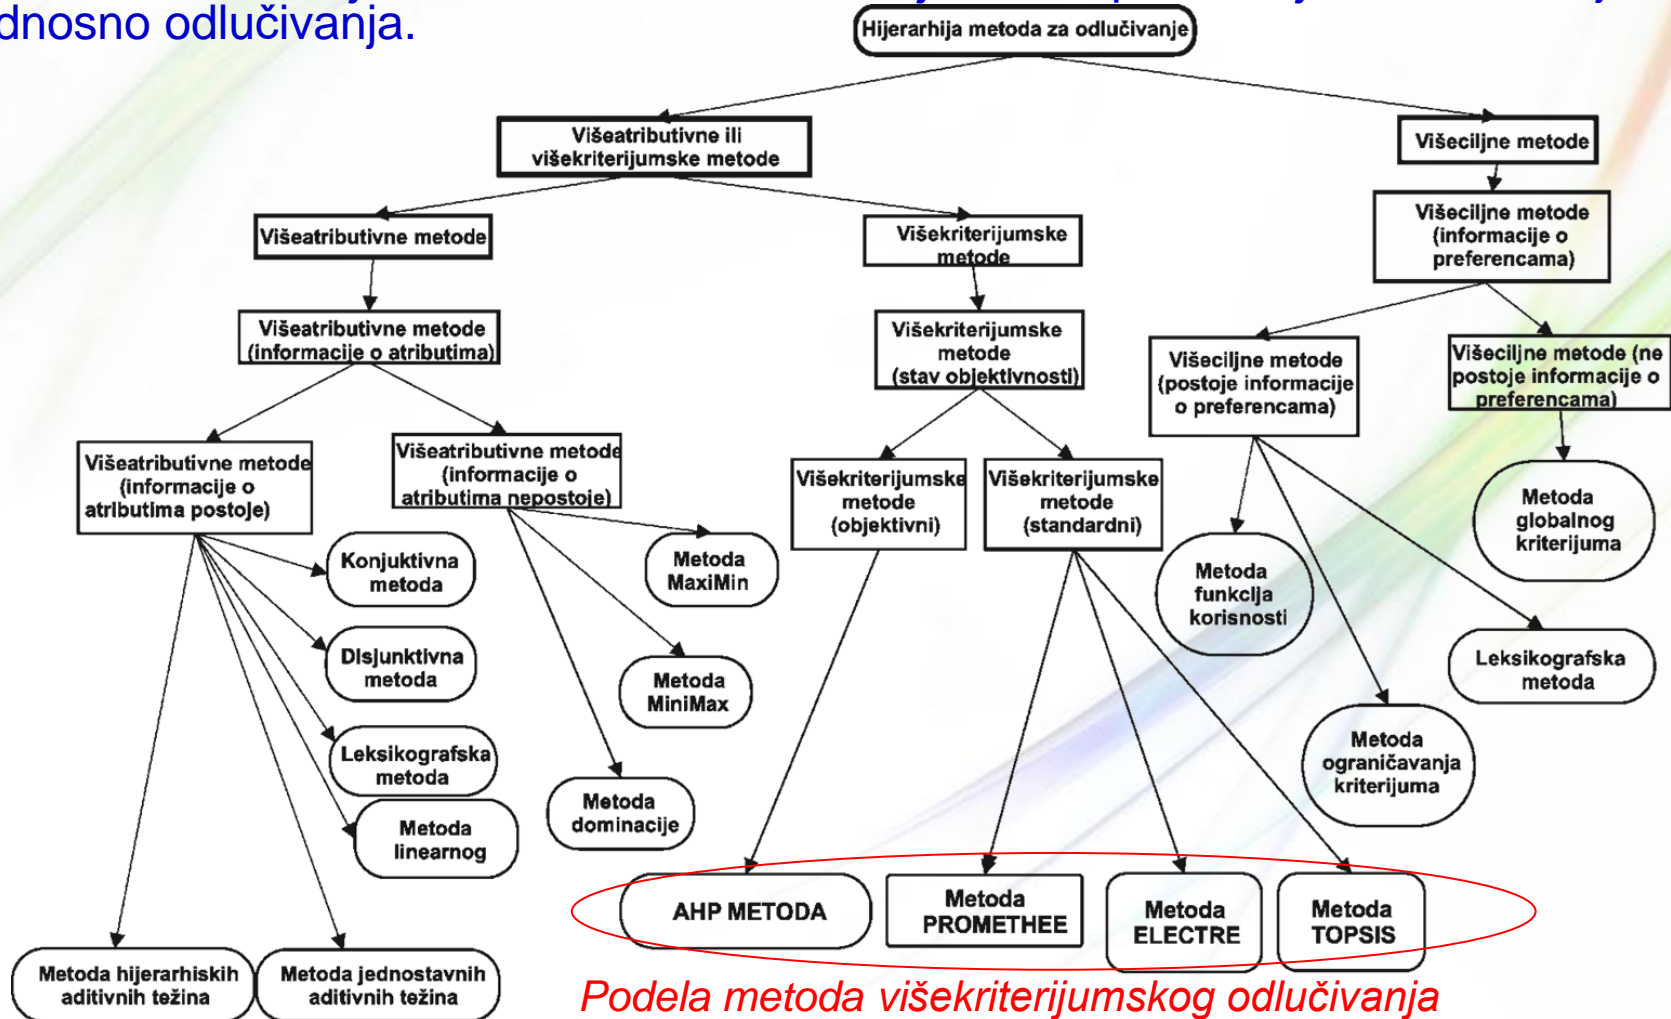 dnosno odlučivanja.
Hijerarhija metoda za odlučivanje
Višeatributivne ili
višekriterijumske metode
Višeciljne metode
Višeatributivne metode
Višekriterijumske
metode
Višeciljne metode
(informacije o
preferencama)
Višeatributivne metode
(informacije o atributima)
Višekriterijumske
metode
(stav objektivnosti)
Višeciljne metode
(postoje informacije
o preferencama)
Višeciljne metode (ne
postoje informacije o
preferencama)
Višeatributivne metode
(informacije o
atributima postoje)
Višeatributivne metode
(informacije o
atributima nepostoje)
Višekriterijumske
metode
(objektivni)
Višekriterijumske
metode
(standardni)
Metoda
globalnog
kriterijuma
Konjuktivna
metoda
Metoda
MaxiMin
Metoda
funkcija
korisnosti
Disjunktivna
metoda
Metoda
MiniMax
Leksikografska
metoda
Leksikografska
metoda
Metoda
ograničavanja
kriterijuma
Metoda
dominacije
Metoda
linearnog
AHP METODA
Metoda
PROMETHEE
Metoda
ELECTRE
Metoda
TOPSIS
Metoda hijerarhiskih
aditivnih težina
Metoda jednostavnih
aditivnih težina
Podela metoda višekriterijumskog odlučivanja